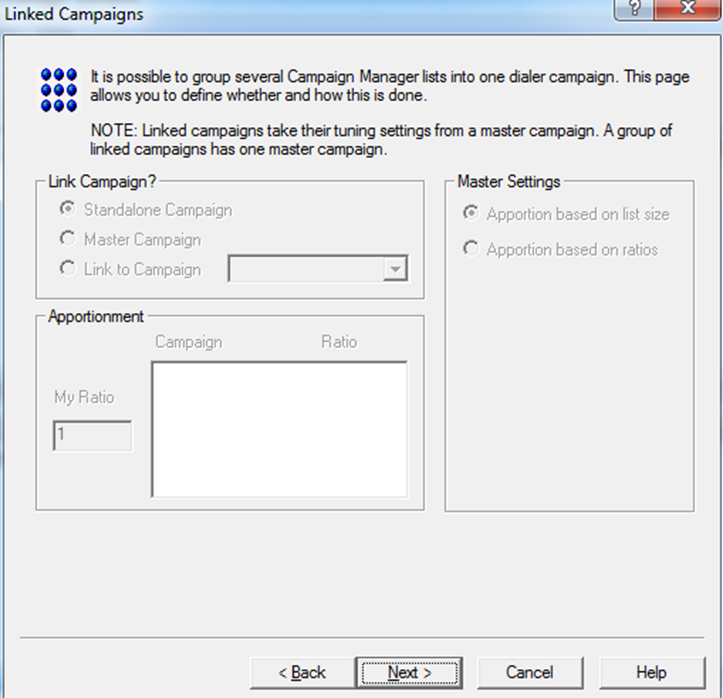 Linked Campaigns
?
It is possible to group several Campaign Manager lists into one dialer campaign. This page
allows you to define whether and how this is done.
NOTE: Linked campaigns take their tuning settings from a master campaign. A group of
linked campaigns has one master campaign.
Link Campaign?
Standalone Campaign
Master Campaign
Link to Campaign
Master Settings
Apportion based on list size
Apportion based on ratios
Apportionment
Campaign Ratio
My Ratio
1
< Back Next > Cancel Help